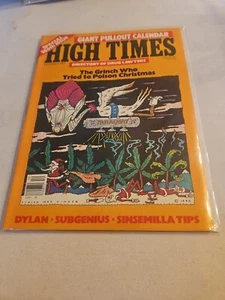 GIANT PULLOUT CALENDAR
HIGH TIMES
DIRECTORY OF DRUG LAWYERS
The Grinch Who
Tried to Poison Christmas
PARAQUAT
DYLAN · SUBGENIUS · SINSEMILLA TIPS